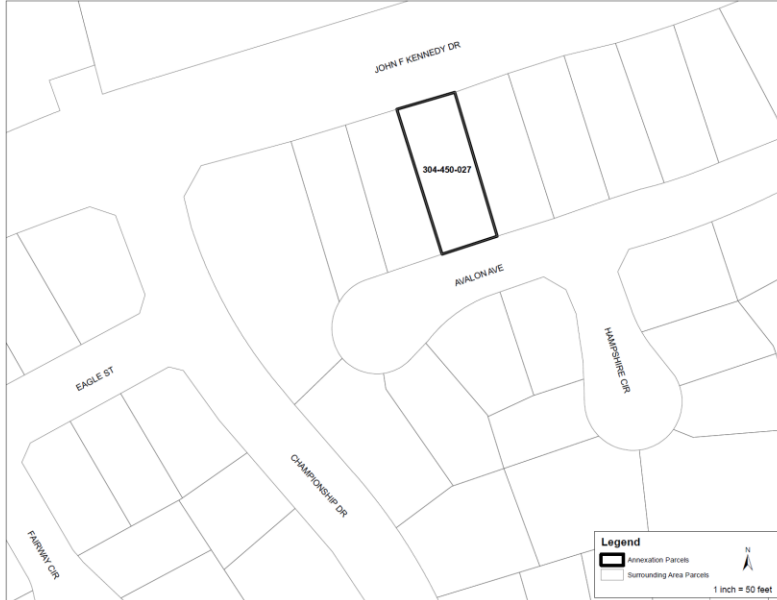 JOHN F KENNEDY DR
304-450-027
AVALON AVE
HAMPSHIRE CIR
EAGLE ST
CHAMPIONSHIP DR
FAIRWAY CIR
Legend
Annexation Parcels
Surrounding Area Parcels
N
1 inch = 50 feet